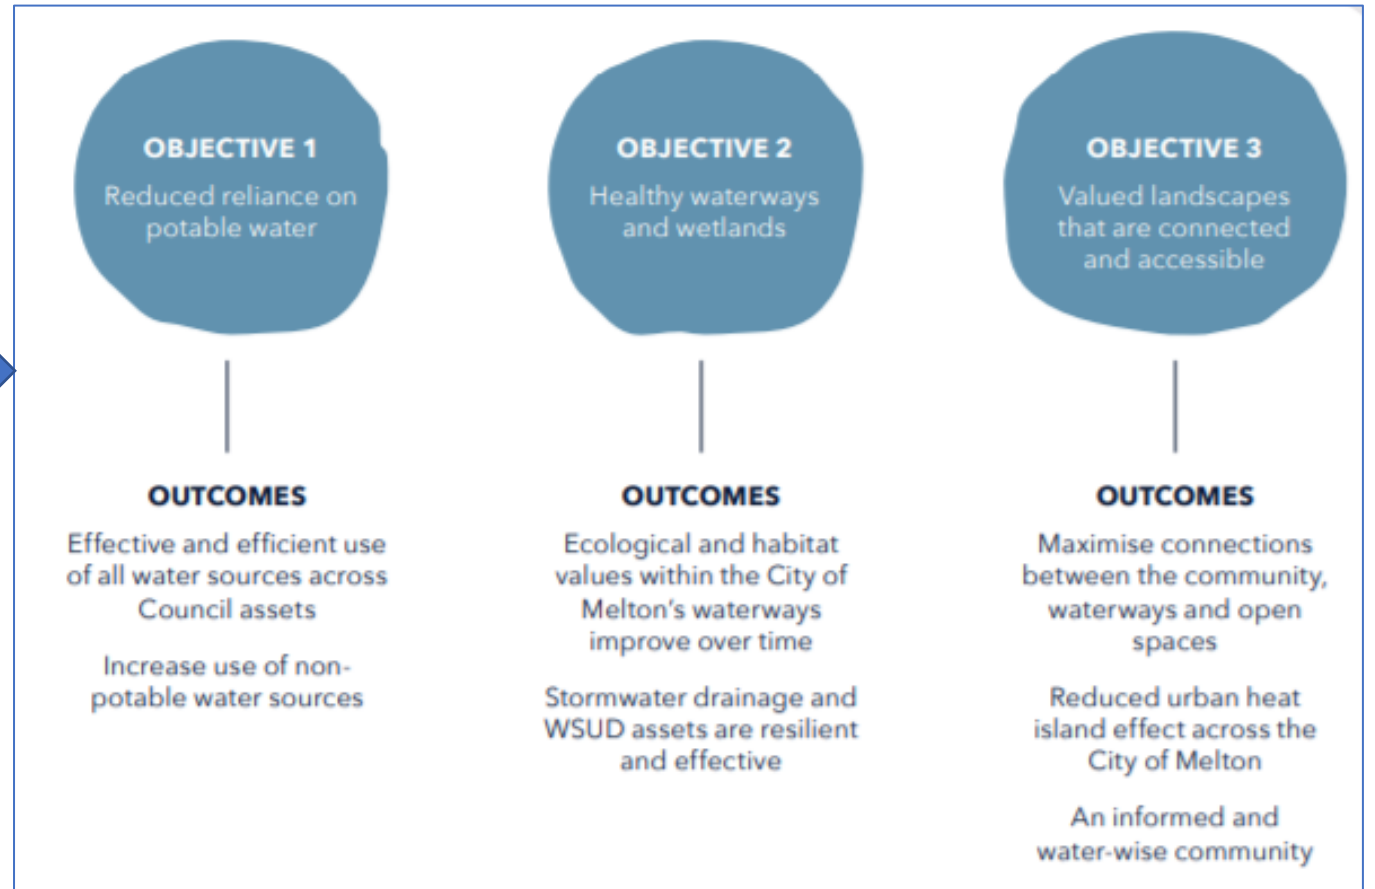 OBJECTIVE 1
Reduced reliance on
potable water
OUTCOMES
Effective and efficient use
of all water sources across
Council assets
Increase use of non-
potable water sources
OBJECTIVE 2
Healthy waterways
and wetlands
OUTCOMES
Ecological and habitat
values within the City of
Melton's waterways
improve over time
Stormwater drainage and
WSUD assets are resilient
and effective
OBJECTIVE 3
Valued landscapes
that are connected
and accessible
OUTCOMES
Maximise connections
between the community,
waterways and open
spaces
Reduced urban heat
island effect across the
City of Melton
An informed and
water-wise community